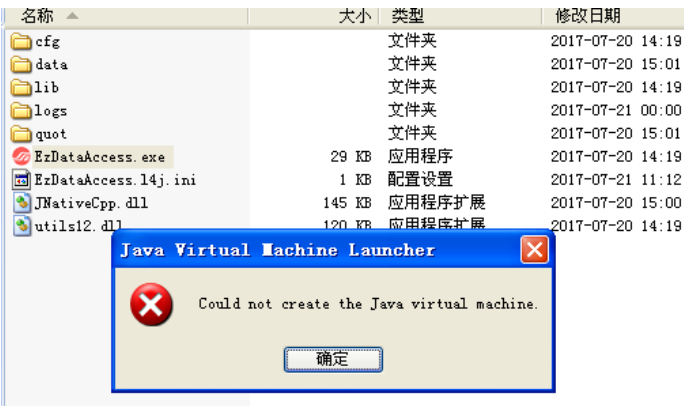 名称 大小 类型 修改日期
cfg 文件夹 2017-07-20 14:19
data 文件夹 2017-07-20 15:01
lib 文件夹 2017-07-20 14:19
logs 文件夹 2017-07-21 00:00
quot 文件夹 2017-07-20 15:01
EzDataAccess.exe 29 KB 应用程序 2017-07-20 14:19
EzDataAccess.l4j.ini 1 KB 配置设置 2017-07-21 11:12
JNativeCpp.dll 145 KB 应用程序扩展 2017-07-20 15:00
utils12.dll 120 KB 应用程序扩展 2017-07-20 14:19
Java Virtual Machine Launcher
Could not create the Java virtual machine.
确定